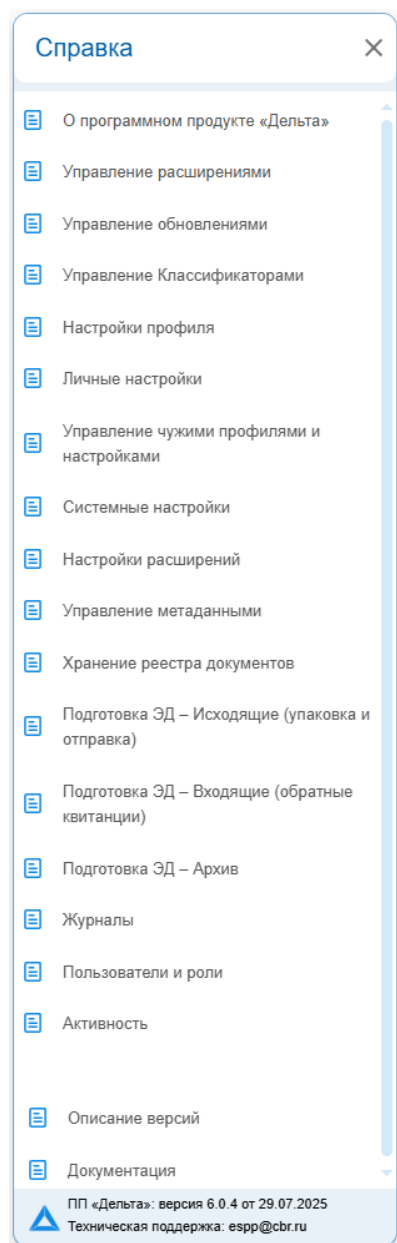 Справка
О программном продукте «Дельта»
Управление расширениями
Управление обновлениями
Управление Классификаторами
Настройки профиля
Личные настройки
Управление чужими профилями и
настройками
Системные настройки
Настройки расширений
Управление метаданными
Хранение реестра документов
Подготовка ЭД – Исходящие (упаковка и
отправка)
Подготовка ЭД – Входящие (обратные
квитанции)
Подготовка ЭД – Архив
Журналы
Пользователи и роли
Активность
Описание версий
Документация
ПП «Дельта»: версия 6.0.4 от 29.07.2025
Техническая поддержка: espp@cbr.ru